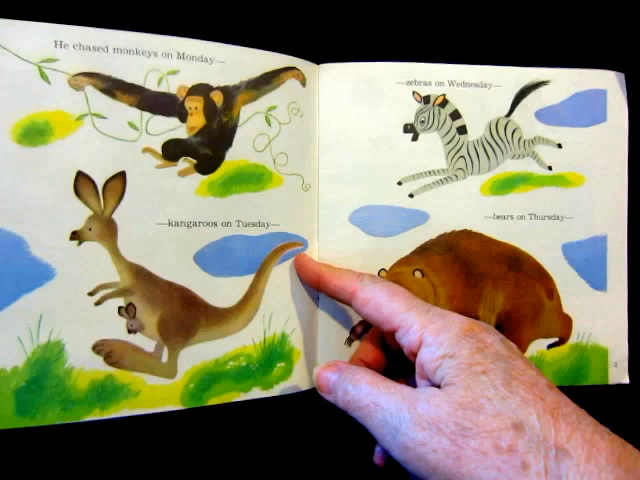 He chased monkeys on Monday—
—kangaroos on Tuesday—
—zebras on Wednesday—
—bears on Thursday—